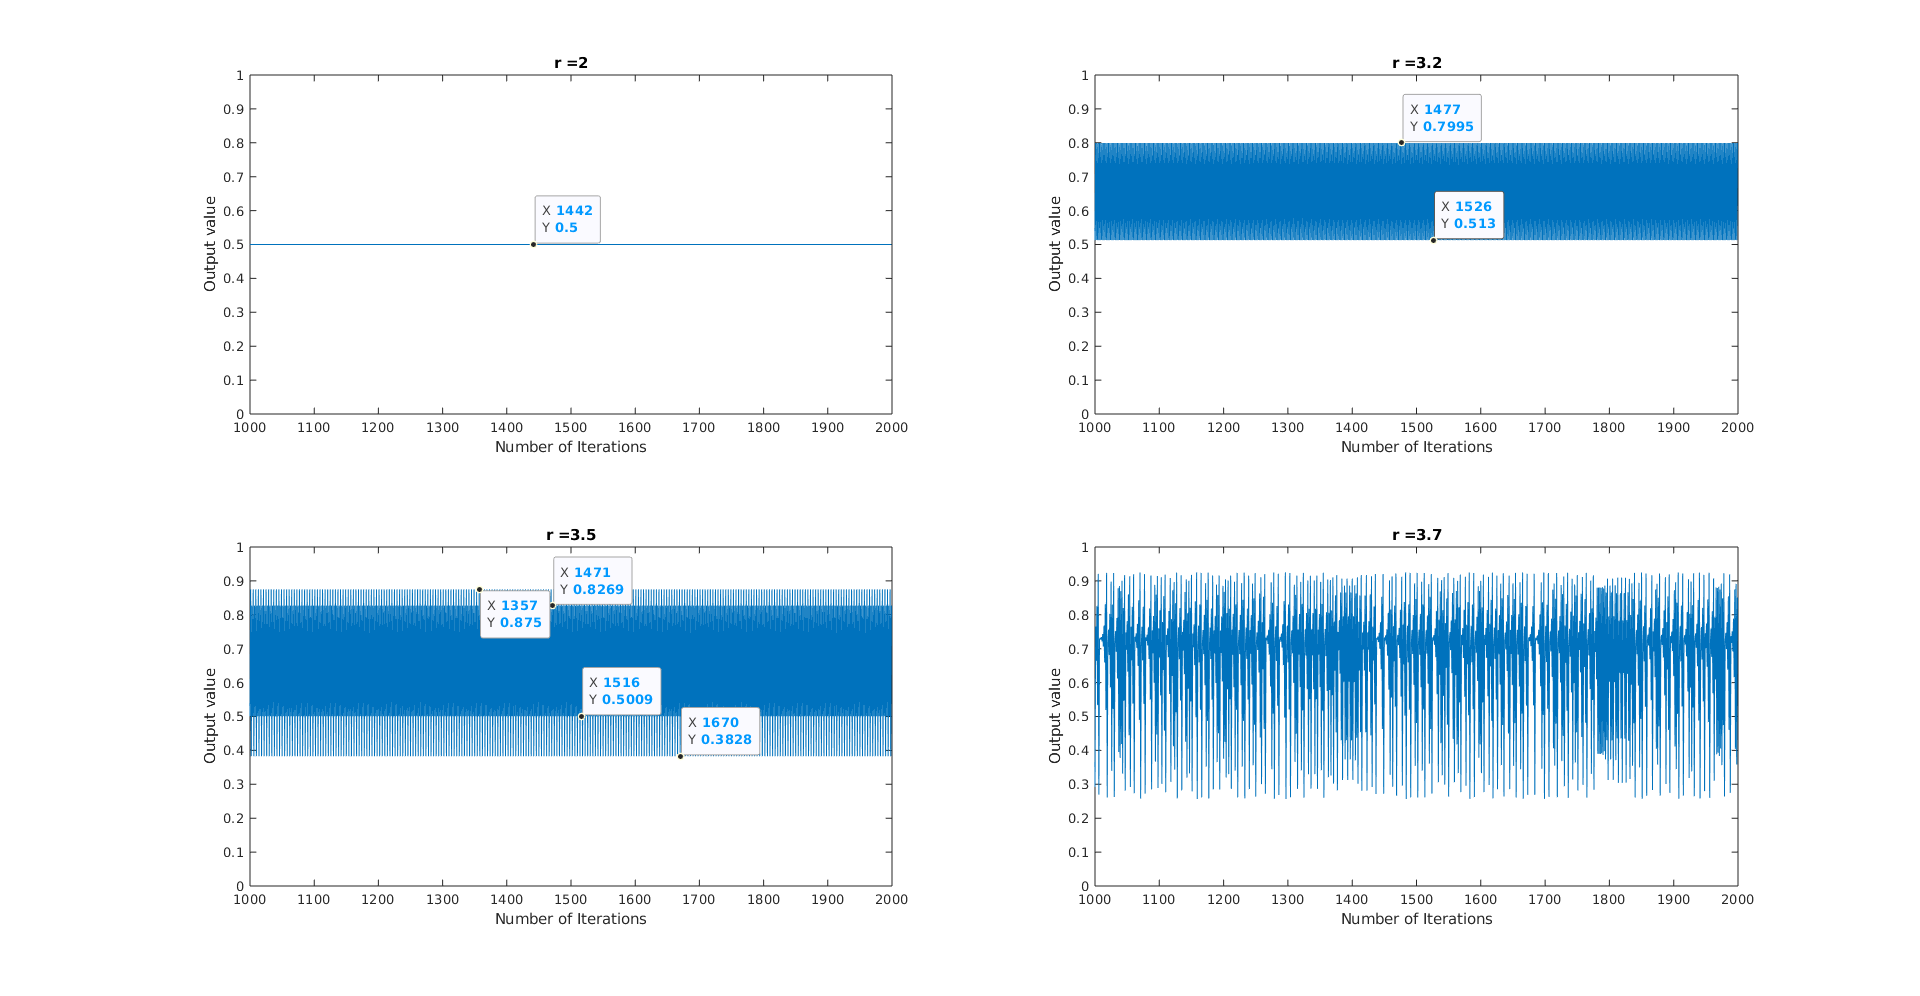 r =2
1
0.9
0.8
0.7
0.6
0.5
0.4
0.3
0.2
0.1
0
Output value
X 1442
Y 0.5
1000 1100 1200 1300 1400 1500 1600 1700 1800 1900 2000
Number of Iterations
r =3.2
1
0.9
0.8
0.7
0.6
0.5
0.4
0.3
0.2
0.1
0
Output value
X 1477
Y 0.7995
X 1526
Y 0.513
1000 1100 1200 1300 1400 1500 1600 1700 1800 1900 2000
Number of Iterations
r =3.5
1
0.9
0.8
0.7
0.6
0.5
0.4
0.3
0.2
0.1
0
Output value
X 1471
Y 0.8269
X 1357
Y 0.875
X 1516
Y 0.5009
X 1670
Y 0.3828
1000 1100 1200 1300 1400 1500 1600 1700 1800 1900 2000
Number of Iterations
r =3.7
1
0.9
0.8
0.7
0.6
0.5
0.4
0.3
0.2
0.1
0
Output value
1000 1100 1200 1300 1400 1500 1600 1700 1800 1900 2000
Number of Iterations